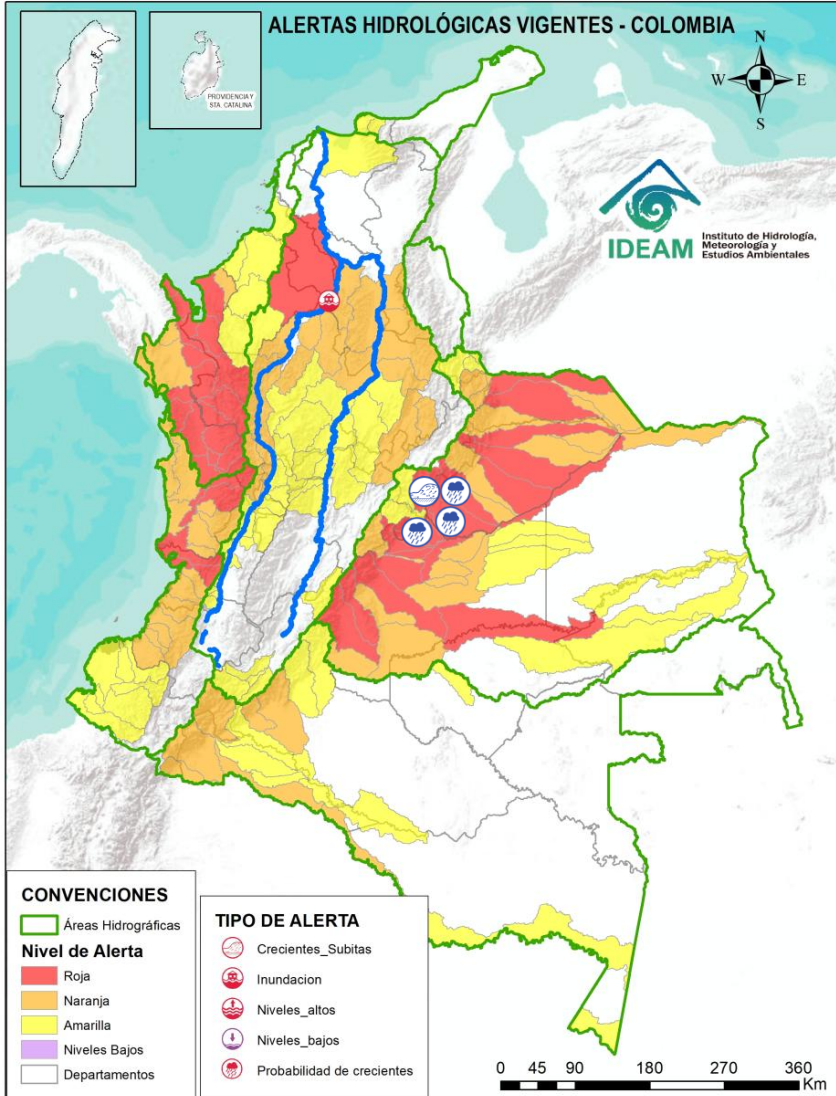 ALERTAS HIDROLÓGICAS VIGENTES - COLOMBIA
PROVIDENCIA Y
STA. CATALINA
N
W E
S
IDEAM
Instituto de Hidrología,
Meteorología y
Estudios Ambientales
CONVENCIONES
Áreas Hidrográficas
Nivel de Alerta
Roja
Naranja
Amarilla
Niveles Bajos
Departamentos
TIPO DE ALERTA
Crecientes_Subitas
Inundacion
Niveles_altos
Niveles_bajos
Probabilidad de crecientes
0 45 90 180 270 360
Km